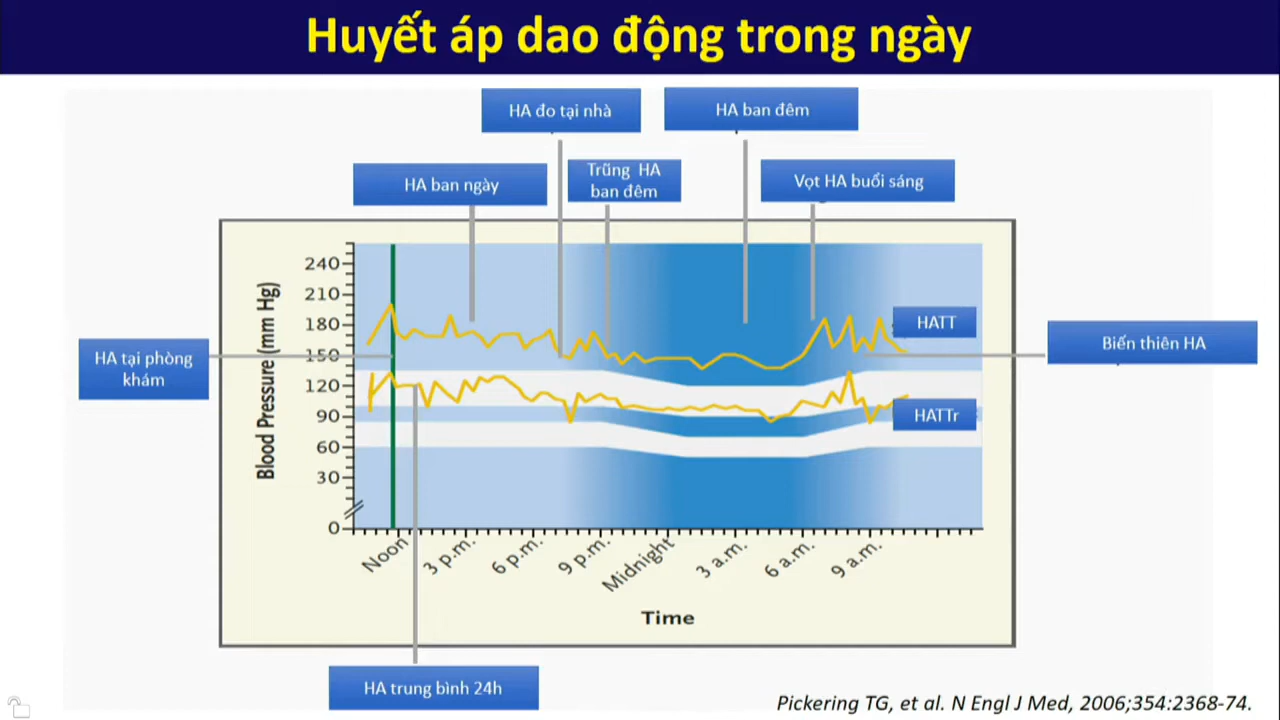 Huyết áp dao động trong ngày
HA đo tại nhà
HA ban đêm
HA ban ngày
Trũng HA
ban đêm
Vọt HA buổi sáng
Blood Pressure (mm Hg)
240
210
180
150
120
90
60
30
0
HATT
HATTr
HA tại phòng
khám
Biến thiên HA
Noon
3 p.m.
6 p.m.
9 p.m.
Midnight
3 a.m.
6 a.m.
9 a.m.
Time
HA trung bình 24h
Pickering TG, et al. N Engl J Med, 2006;354:2368-74.